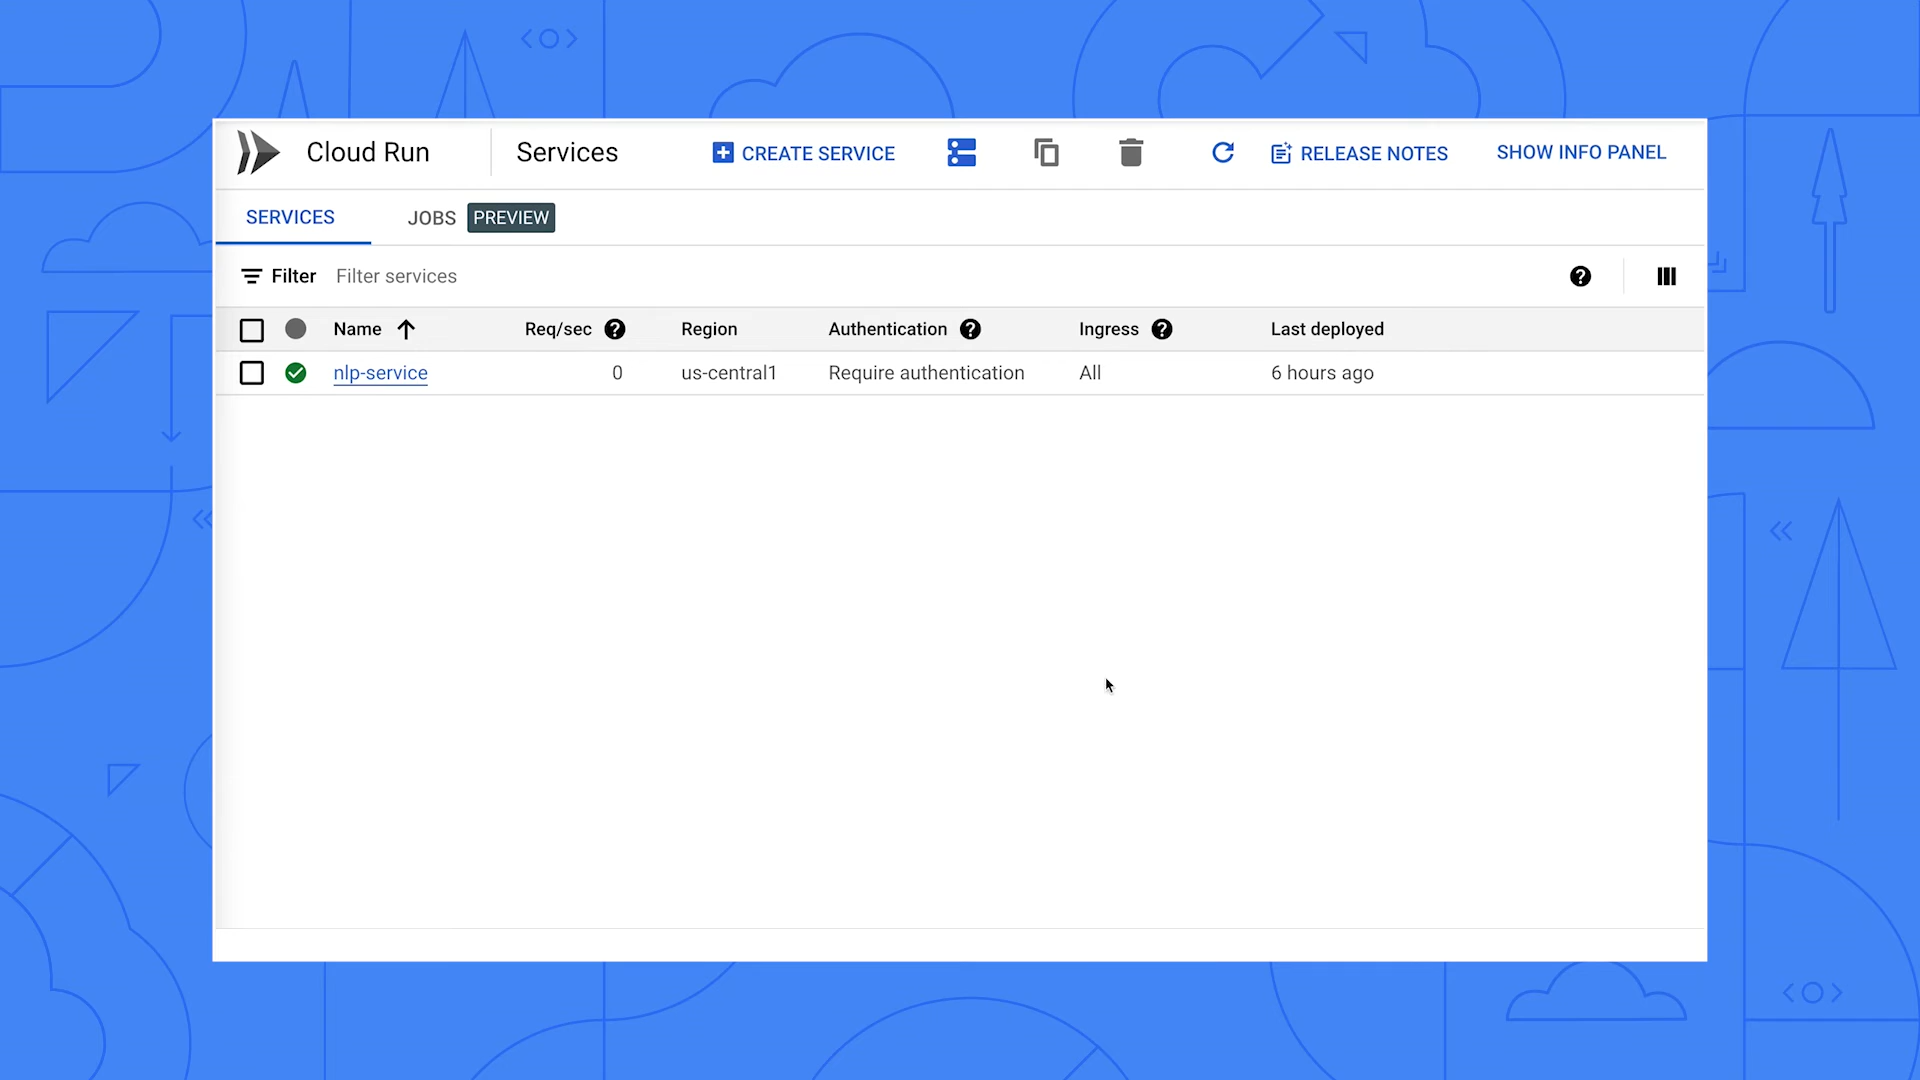 Cloud Run Services CREATE SERVICE RELEASE NOTES SHOW INFO PANEL
SERVICES JOBS PREVIEW
Filter Filter services
Name Req/sec Region Authentication Ingress Last deployed
nlp-service 0 us-central1 Require authentication All 6 hours ago